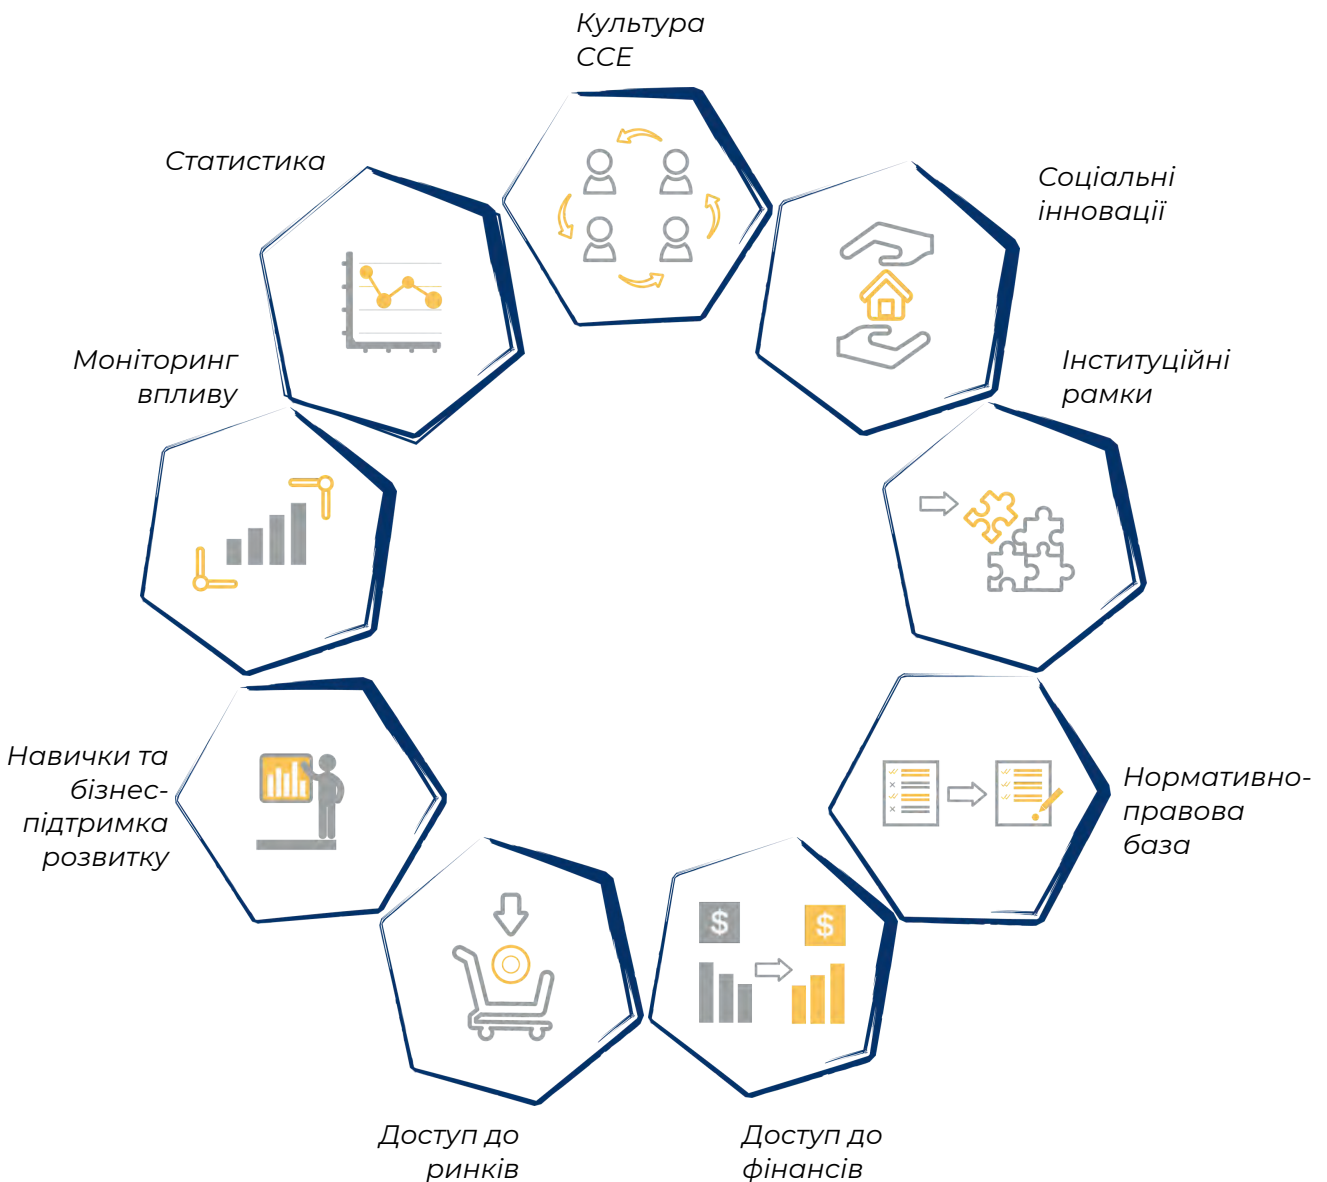 Культура
ССЕ
Соціальні
інновації
Інституційні
рамки
Нормативно-
правова
база
Доступ до
фінансів
Доступ до
ринків
Навички та
бізнес-
підтримка
розвитку
Моніторинг
впливу
Статистика
$
$